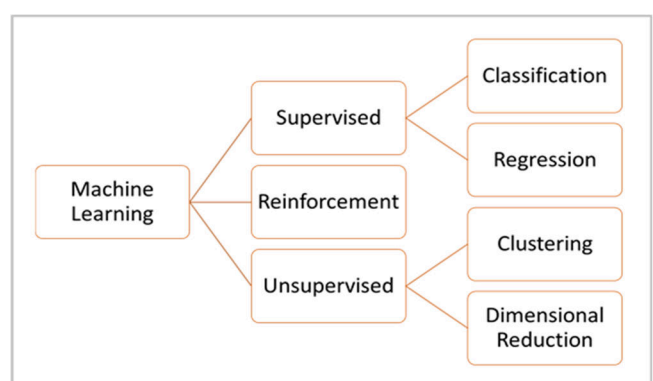 Machine
Learning
Supervised
Reinforcement
Unsupervised
Classification
Regression
Clustering
Dimensional
Reduction